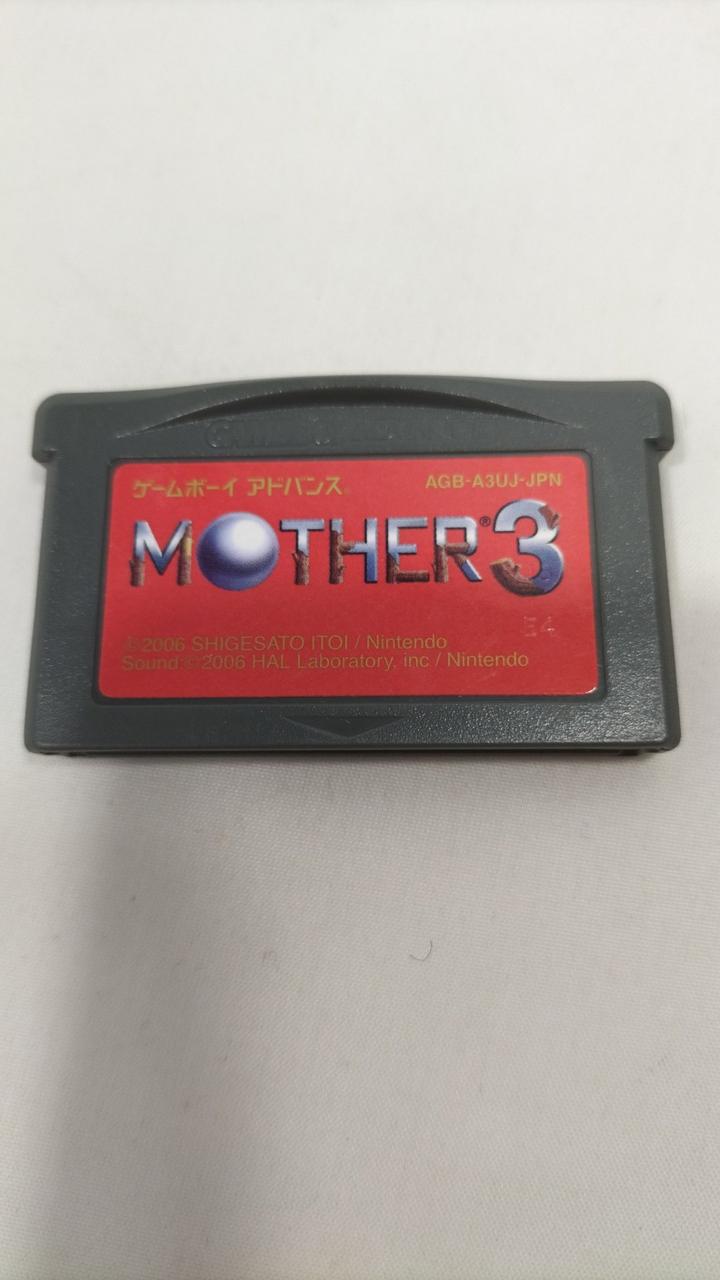 ゲームボーイ アドバンス
AGB-A3UJ-JPN
MOTHER®3
E4
©2006 SHIGESATO ITOI / Nintendo
Sound:©2006 HAL Laboratory, inc / Nintendo